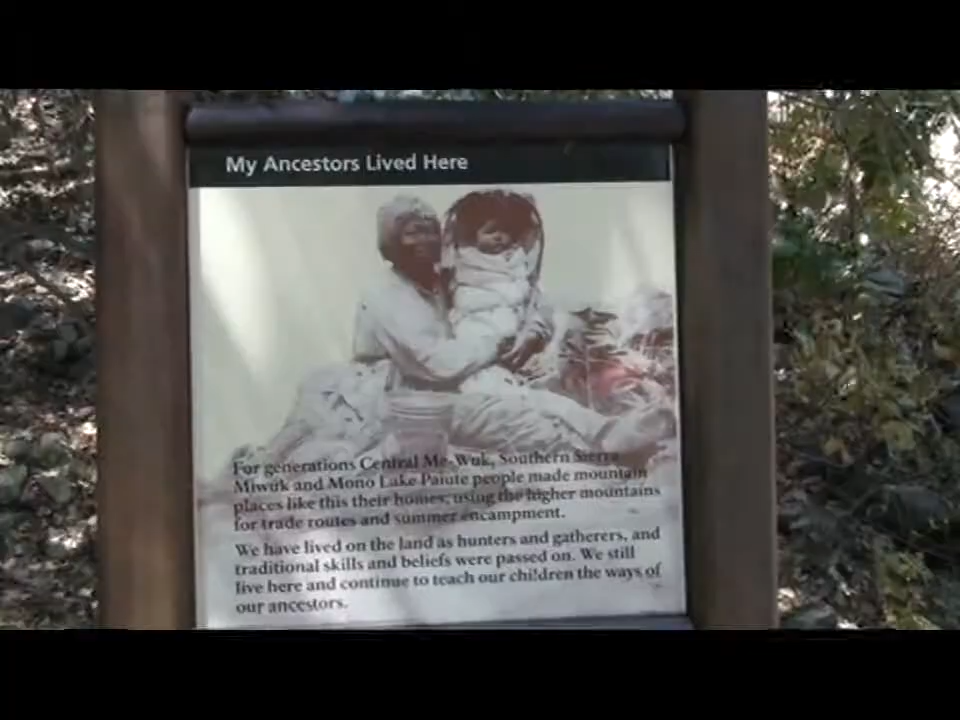 My Ancestors Lived Here
For generations Central Me-Wuk, Southern Sierra
Miwuk and Mono Lake Paiute people made mountain
places like this their homes; using the higher mountains
for trade routes and summer encampment.
We have lived on the land as hunters and gatherers, and
traditional skills and beliefs were passed on. We still
live here and continue to teach our children the ways of
our ancestors.